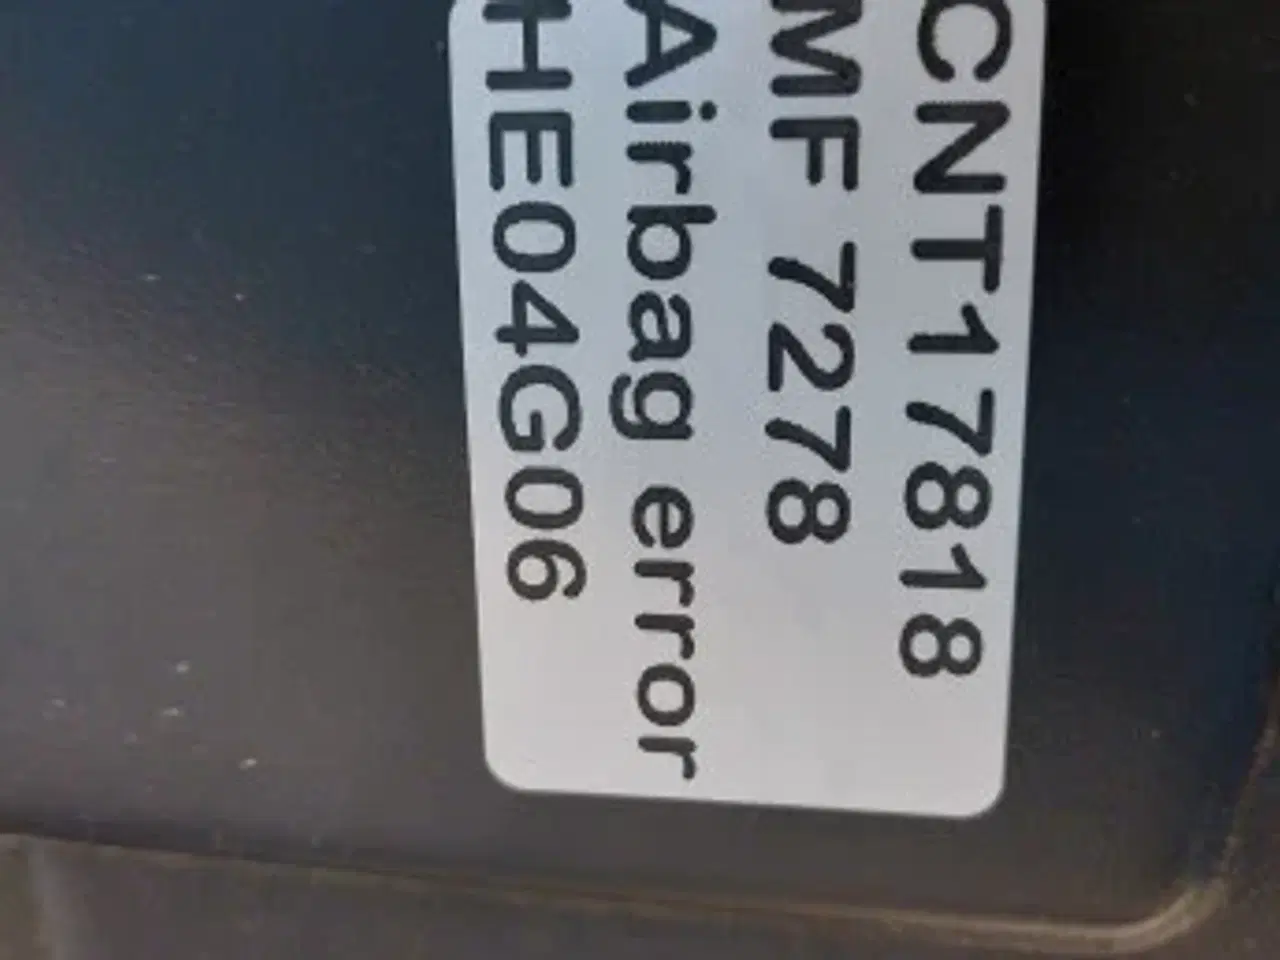 CNT17818
MF 7278
Airbag error
HE04G06